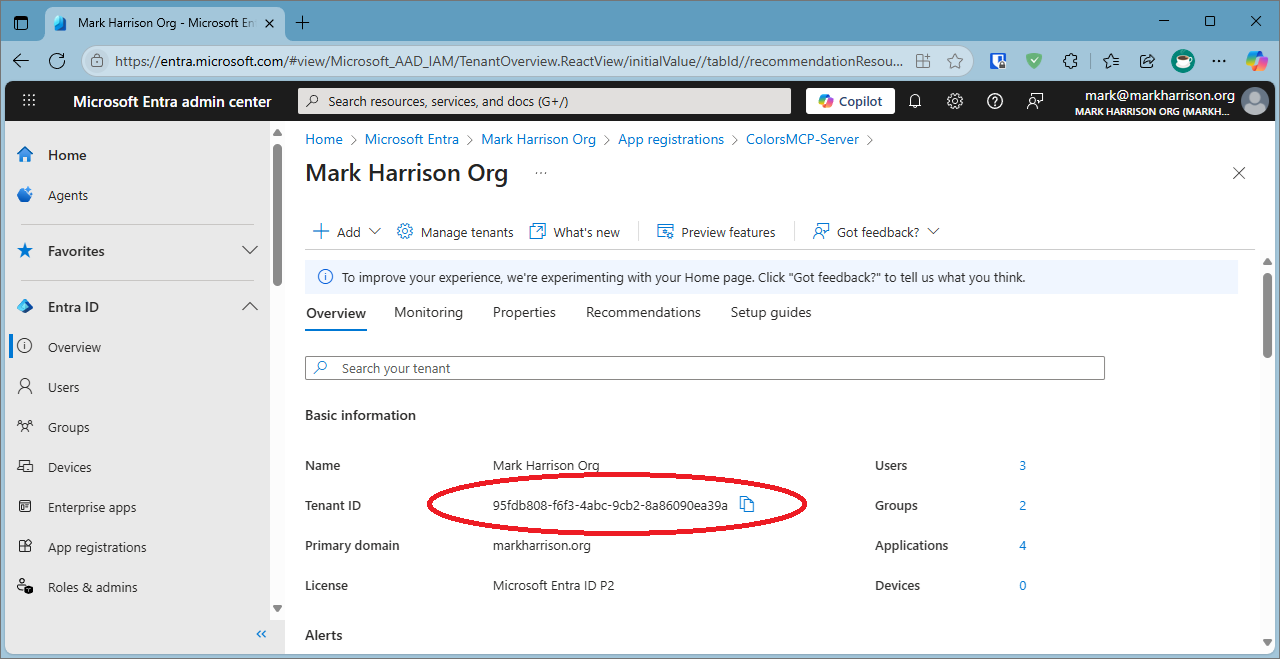 Mark Harrison Org - Microsoft En
https://entra.microsoft.com/#view/Microsoft_AAD_IAM/TenantOverview.ReactView/initialValue//tabId//recommendationResou...
Microsoft Entra admin center
Search resources, services, and docs (G+/)
Copilot
mark@markharrison.org
MARK HARRISON ORG (MARKH...
Home
Agents
Favorites
Entra ID
Overview
Users
Groups
Devices
Enterprise apps
App registrations
Roles & admins
«
Home > Microsoft Entra > Mark Harrison Org > App registrations > ColorsMCP-Server >
Mark Harrison Org ...
Add Manage tenants What's new Preview features Got feedback?
To improve your experience, we're experimenting with your Home page. Click "Got feedback?" to tell us what you think.
Overview Monitoring Properties Recommendations Setup guides
Search your tenant
Basic information
Name Mark Harrison Org Users 3
Tenant ID 95fdb808-f6f3-4abc-9cb2-8a86090ea39a Groups 2
Primary domain markharrison.org Applications 4
License Microsoft Entra ID P2 Devices 0
Alerts